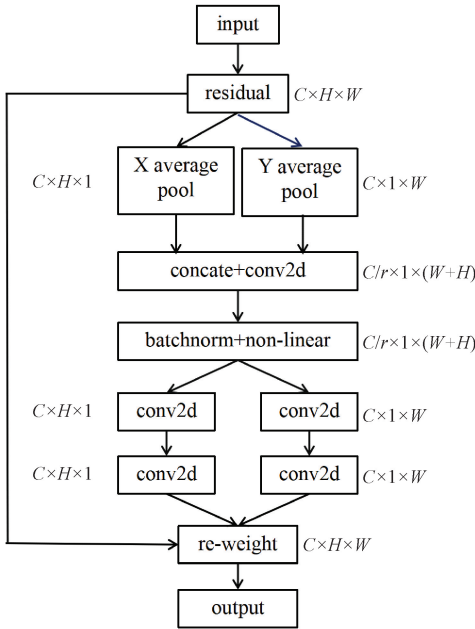 input
residual
C×H×W
C×H×1
X average
pool
Y average
pool
C×1×W
concate+conv2d
C/r×1×(W+H)
batchnorm+non-linear
C/r×1×(W+H)
C×H×1
conv2d
conv2d
C×1×W
C×H×1
conv2d
conv2d
C×1×W
re-weight
C×H×W
output